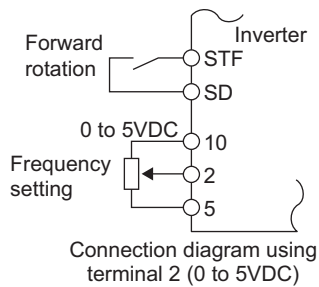 Inverter
Forward
rotation
STF
SD
0 to 5VDC
10
Frequency
setting
2
5
Connection diagram using
terminal 2 (0 to 5VDC)